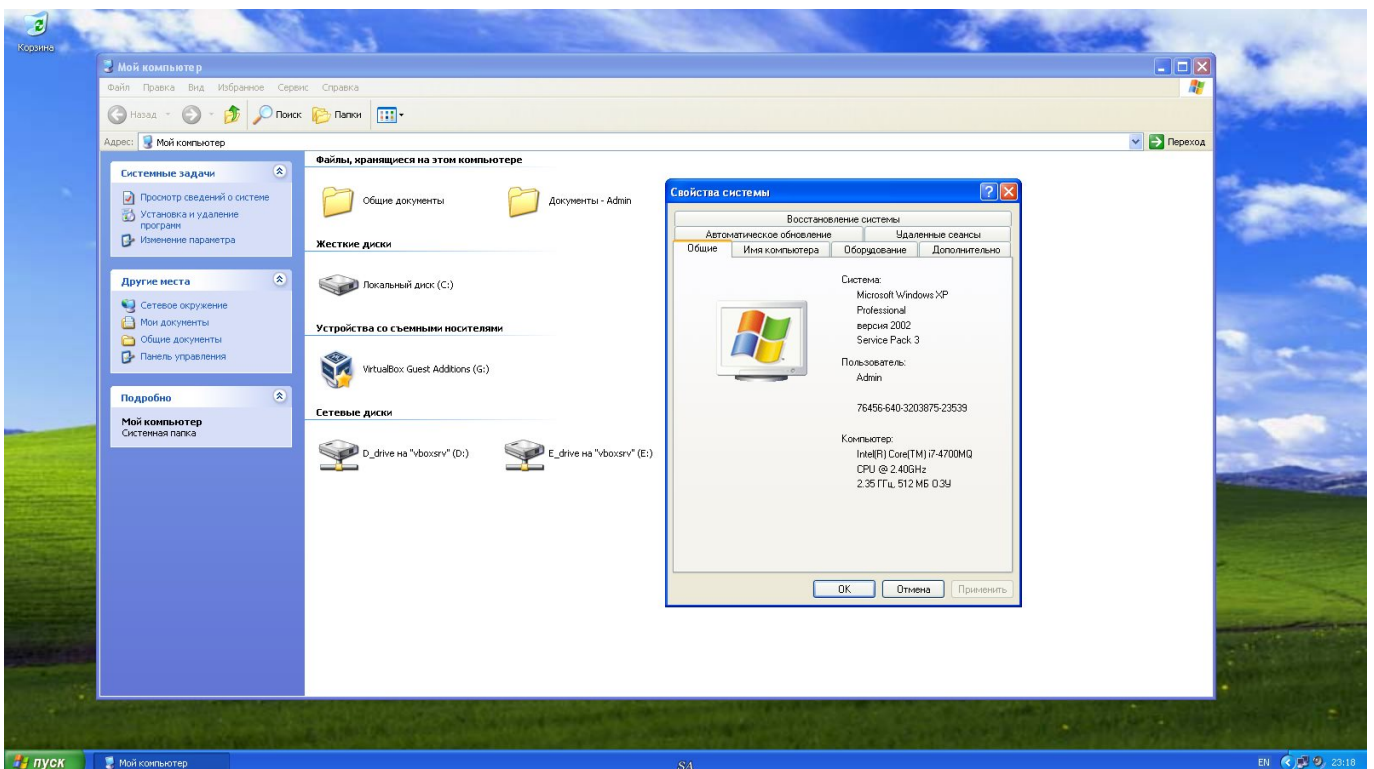 Корзина
Мой компьютер
Файл Правка Вид Избранное Сервис Справка
Назад Поиск Папки
Адрес: Мой компьютер Переход
Системные задачи
Просмотр сведений о системе
Установка и удаление
программ
Изменение параметра
Другие места
Сетевое окружение
Мои документы
Общие документы
Панель управления
Подробно
Мой компьютер
Системная папка
Файлы, хранящиеся на этом компьютере
Общие документы Документы - Admin
Жесткие диски
Локальный диск (C:)
Устройства со съемными носителями
VirtualBox Guest Additions (G:)
Сетевые диски
D_drive на "vboxsrv" (D:) E_drive на "vboxsrv" (E:)
Свойства системы
Восстановление системы
Автоматическое обновление Удаленные сеансы
Общие Имя компьютера Оборудование Дополнительно
Система:
Microsoft Windows XP
Professional
версия 2002
Service Pack 3
Пользователь:
Admin
76456-640-3203875-23539
Компьютер:
Intel(R) Core(TM) i7-4700MQ
CPU @ 2.40GHz
2.35 ГГц, 512 МБ ОЗУ
OK Отмена Применить
пуск Мой компьютер SA EN 23:18